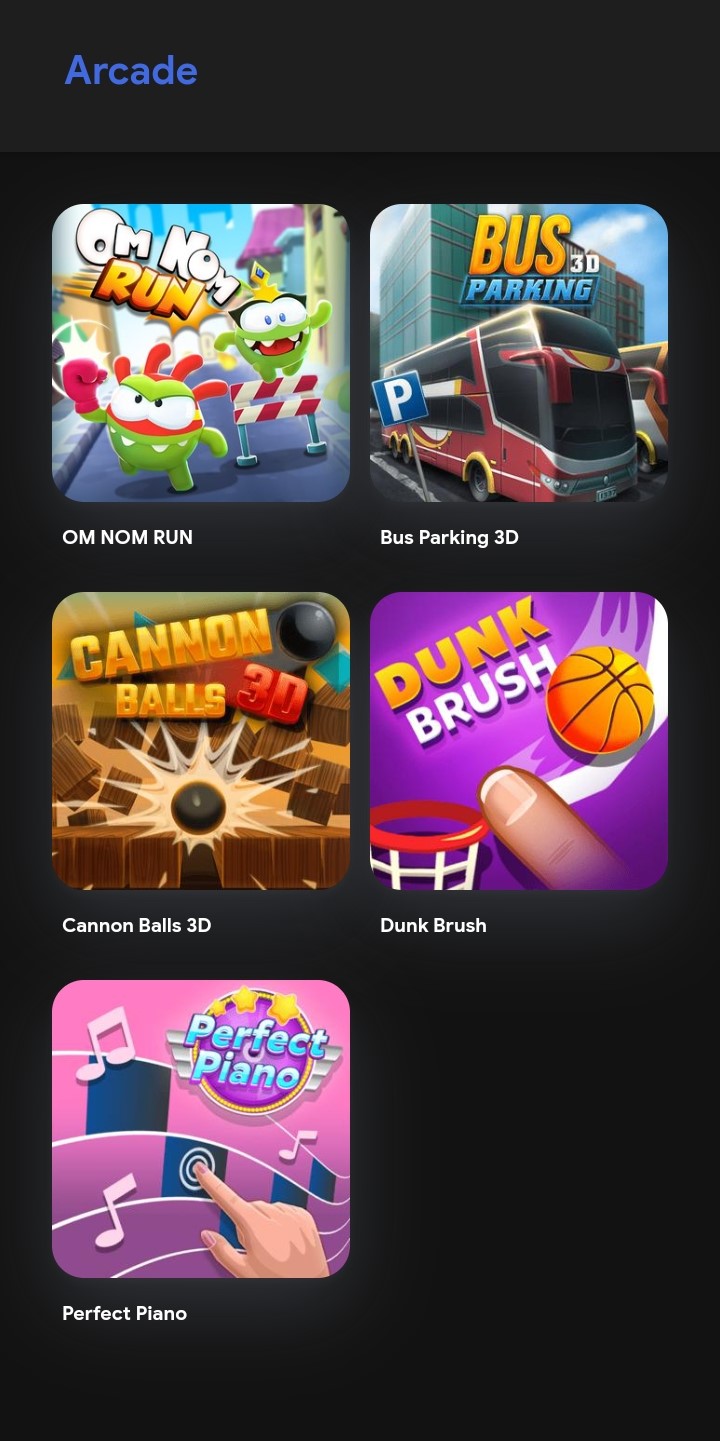 Arcade
OM NOM
RUN
BUS 3D
PARKING
P
OM NOM RUN
Bus Parking 3D
CANNON
BALLS 3D
DUNK
BRUSH
Cannon Balls 3D
Dunk Brush
Perfect
Piano
Perfect Piano